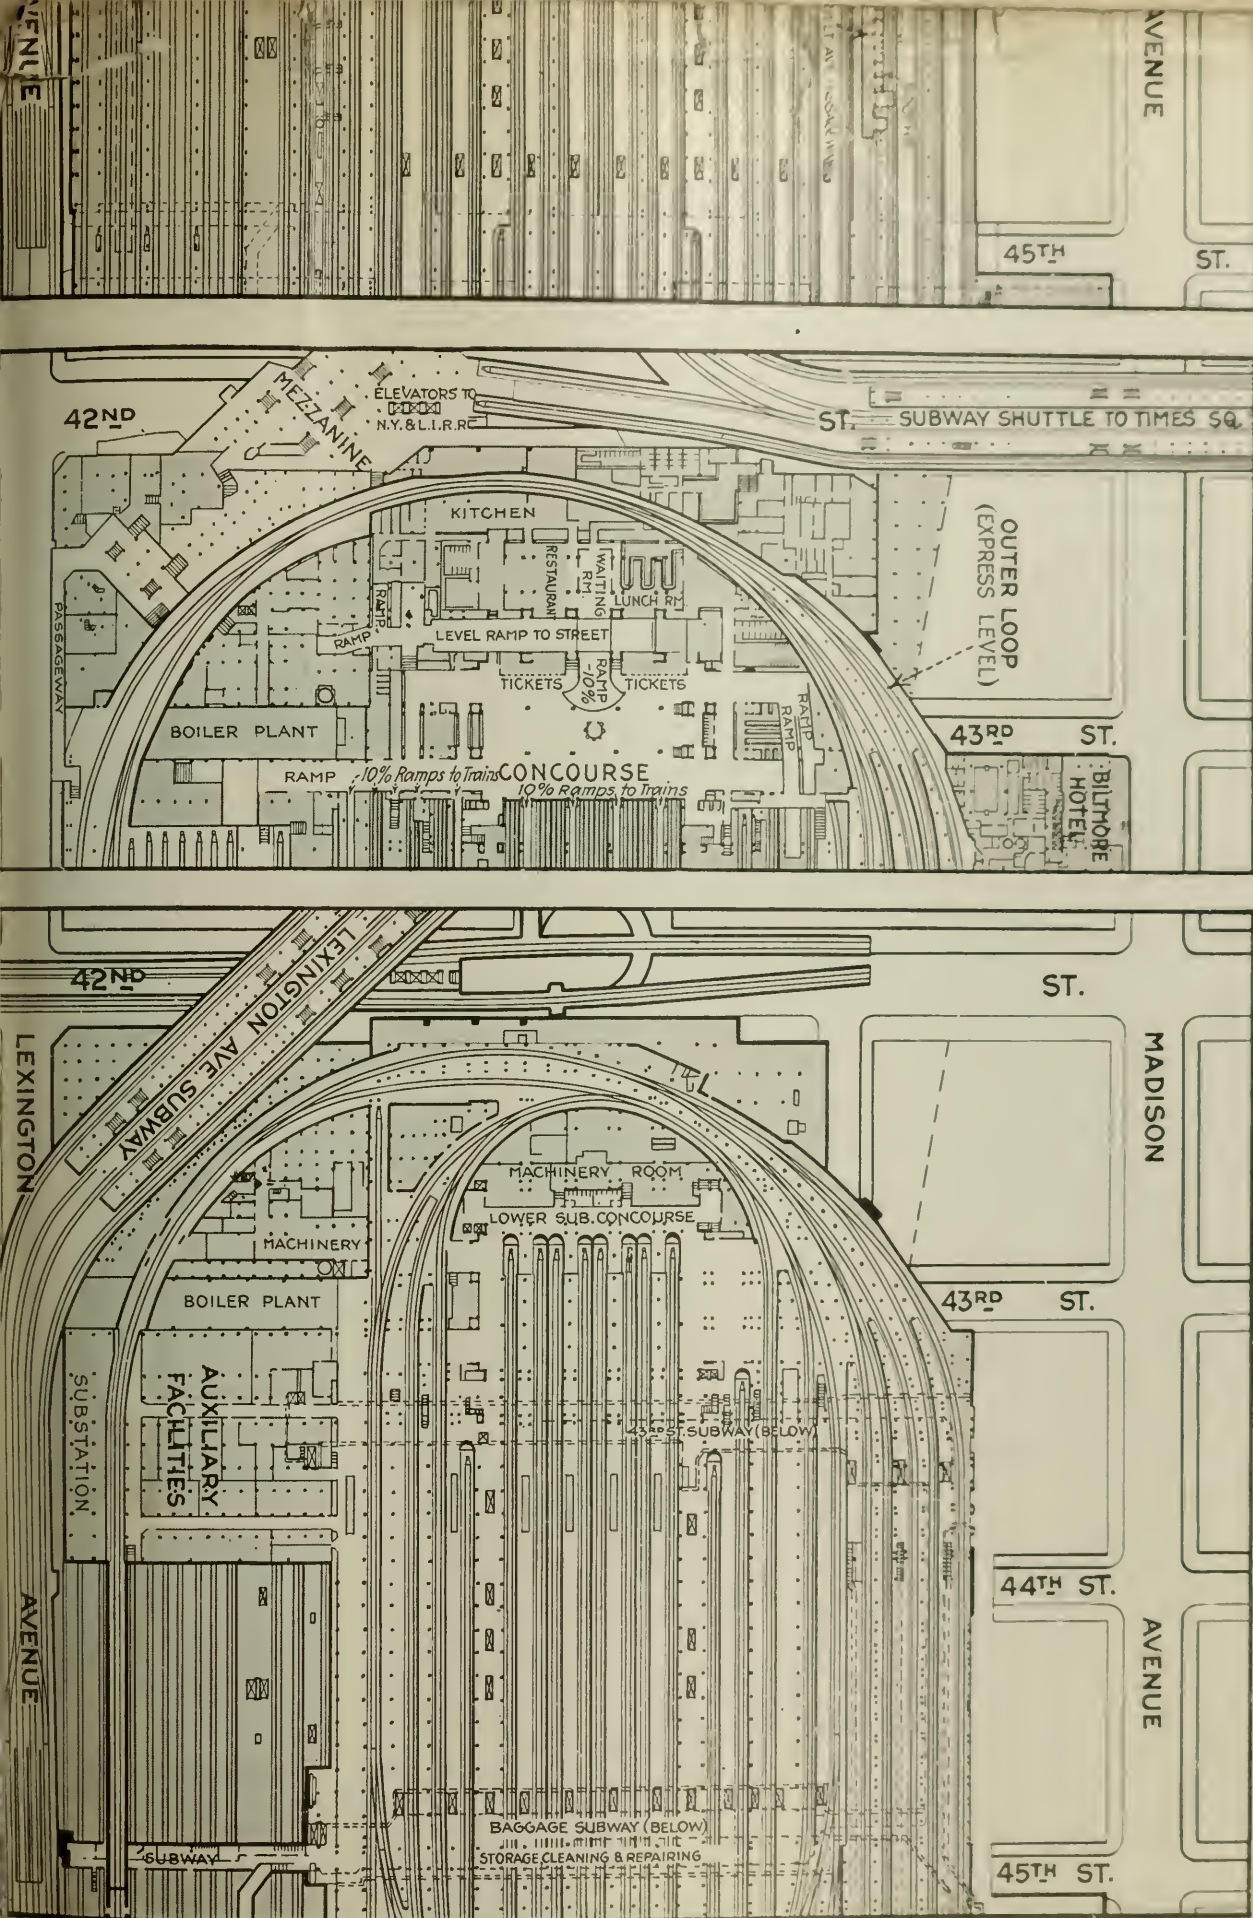 AVENUE
AVENUE
45TH ST.
42ND
MEZZANINE
ELEVATORS TO
N.Y.&L.I.R.R.
ST. SUBWAY SHUTTLE TO TIMES SQ.
KITCHEN
RESTAURANT
WAITING
RM.
LUNCH RM
OUTER LOOP
(EXPRESS LEVEL)
PASSAGEWAY
RAMP
RAMP
LEVEL RAMP TO STREET
TICKETS
RAMP
-10%
TICKETS
RAMP
RAMP
BOILER PLANT
43RD ST.
RAMP
10% Ramps to Trains
CONCOURSE
10% Ramps to Trains
BILTMORE
HOTEL
42ND
ST.
LEXINGTON AVE. SUBWAY
LEXINGTON
MADISON
MACHINERY ROOM
LOWER SUB. CONCOURSE
MACHINERY
BOILER PLANT
43RD ST.
SUBSTATION
AUXILIARY
FACILITIES
43RD ST. SUBWAY (BELOW)
44TH ST.
AVENUE
AVENUE
BAGGAGE SUBWAY (BELOW)
SUBWAY
STORAGE, CLEANING & REPAIRING
45TH ST.